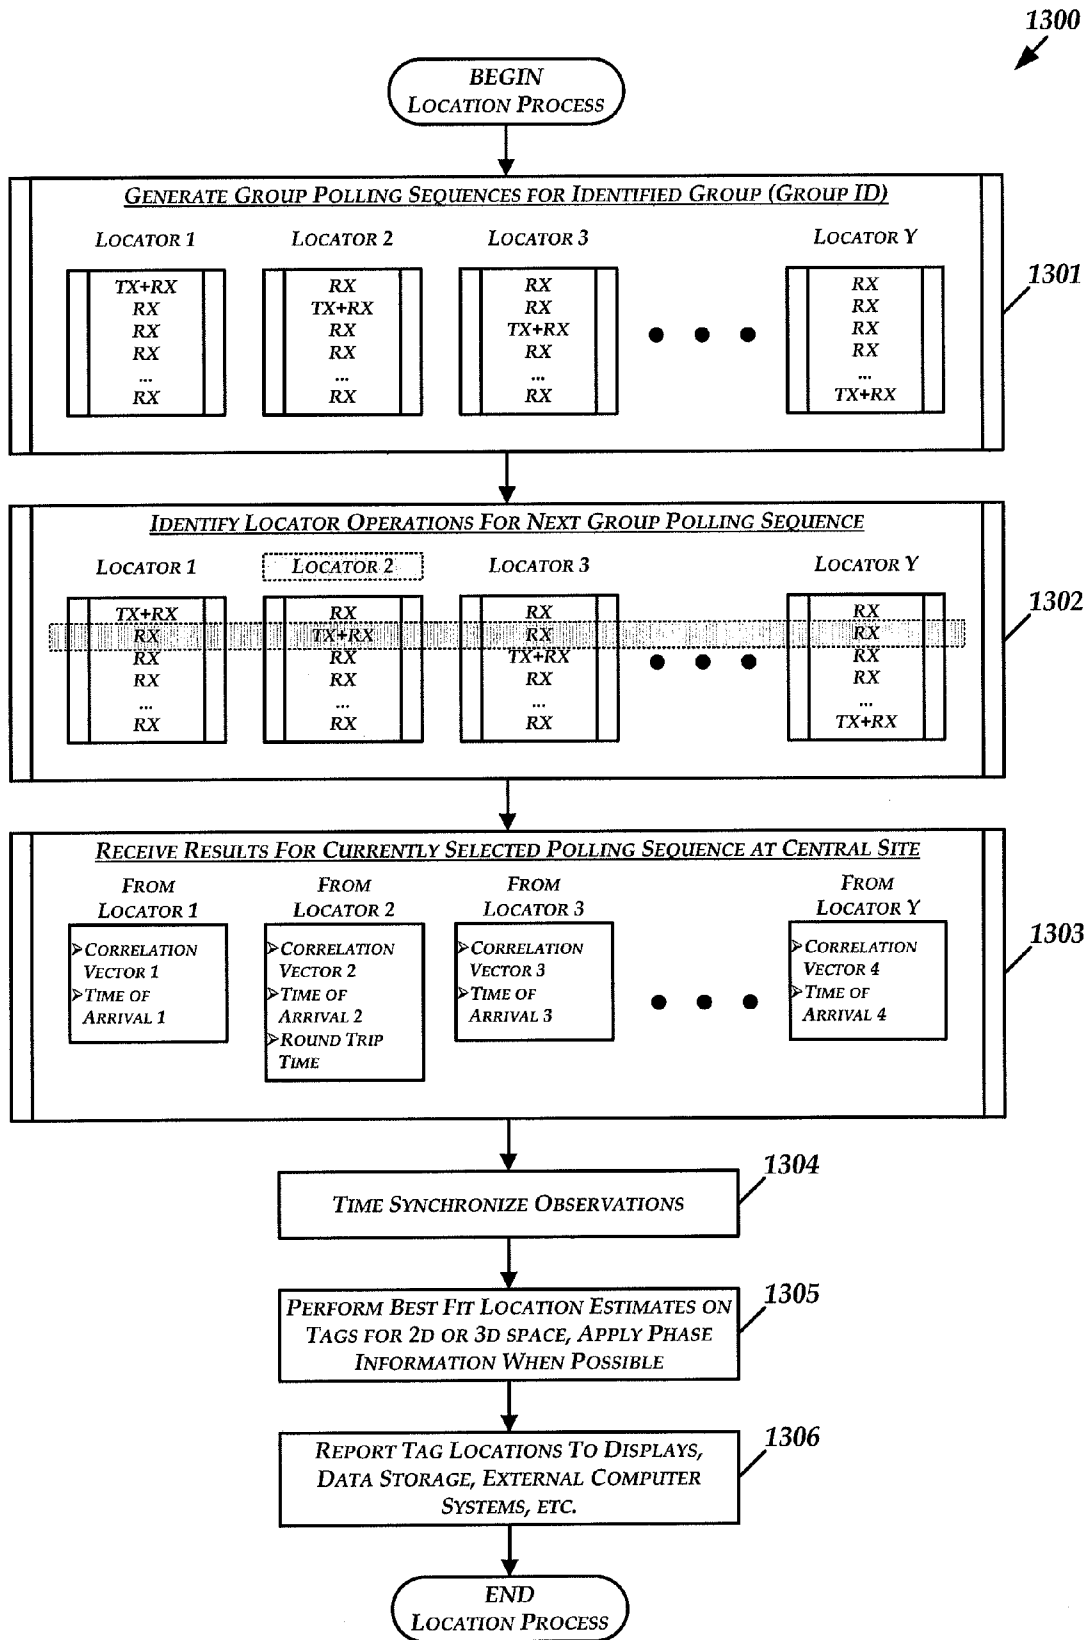 1300
BEGIN
LOCATION PROCESS
GENERATE GROUP POLLING SEQUENCES FOR IDENTIFIED GROUP (GROUP ID)
LOCATOR 1 LOCATOR 2 LOCATOR 3 LOCATOR Y
TX+RX RX RX RX
RX TX+RX RX RX
RX RX TX+RX RX
RX RX RX RX
... ... ... ...
RX RX RX TX+RX
1301
IDENTIFY LOCATOR OPERATIONS FOR NEXT GROUP POLLING SEQUENCE
LOCATOR 1 LOCATOR 2 LOCATOR 3 LOCATOR Y
TX+RX RX RX RX
RX TX+RX RX RX
RX RX TX+RX RX
RX RX RX RX
... ... ... ...
RX RX RX TX+RX
1302
RECEIVE RESULTS FOR CURRENTLY SELECTED POLLING SEQUENCE AT CENTRAL SITE
FROM
LOCATOR 1
CORRELATION
VECTOR 1
TIME OF
ARRIVAL 1
FROM
LOCATOR 2
CORRELATION
VECTOR 2
TIME OF
ARRIVAL 2
ROUND TRIP
TIME
FROM
LOCATOR 3
CORRELATION
VECTOR 3
TIME OF
ARRIVAL 3
FROM
LOCATOR Y
CORRELATION
VECTOR 4
TIME OF
ARRIVAL 4
1303
TIME SYNCHRONIZE OBSERVATIONS
1304
PERFORM BEST FIT LOCATION ESTIMATES ON
TAGS FOR 2D OR 3D SPACE, APPLY PHASE
INFORMATION WHEN POSSIBLE
1305
REPORT TAG LOCATIONS TO DISPLAYS,
DATA STORAGE, EXTERNAL COMPUTER
SYSTEMS, ETC.
1306
END
LOCATION PROCESS